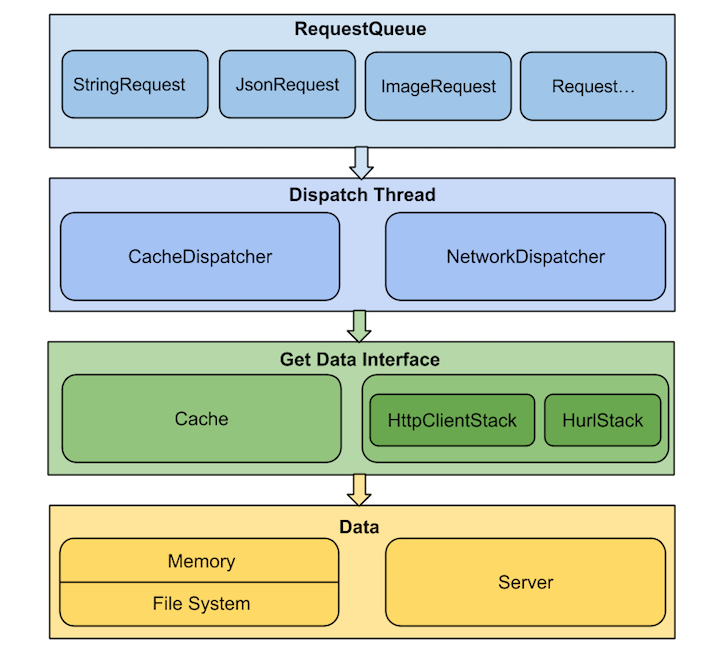 RequestQueue
StringRequest
JsonRequest
ImageRequest
Request…
Dispatch Thread
CacheDispatcher
NetworkDispatcher
Get Data Interface
Cache
HttpClientStack
HurlStack
Data
Memory
File System
Server